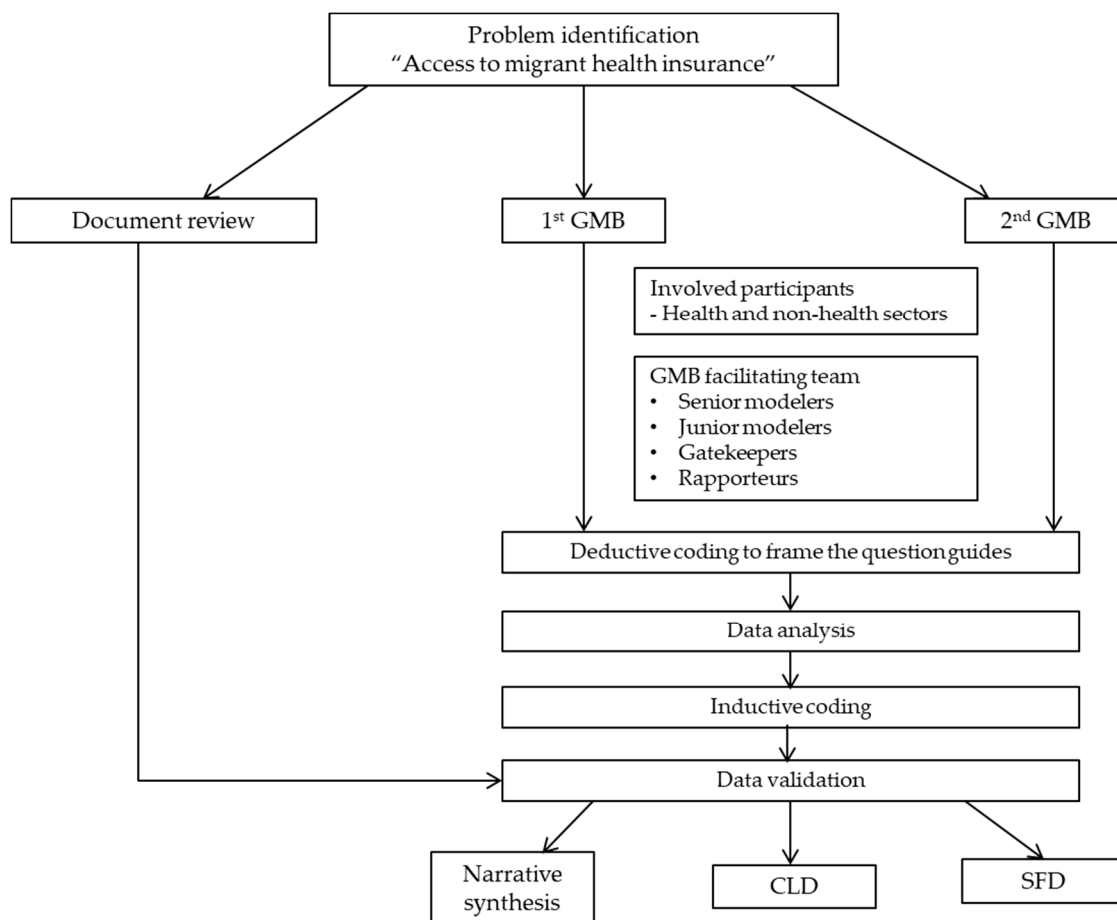 Problem identification
“Access to migrant health insurance”
Document review
1st GMB
2nd GMB
Involved participants
- Health and non-health sectors
GMB facilitating team
• Senior modelers
• Junior modelers
• Gatekeepers
• Rapporteurs
Deductive coding to frame the question guides
Data analysis
Inductive coding
Data validation
Narrative
synthesis
CLD
SFD